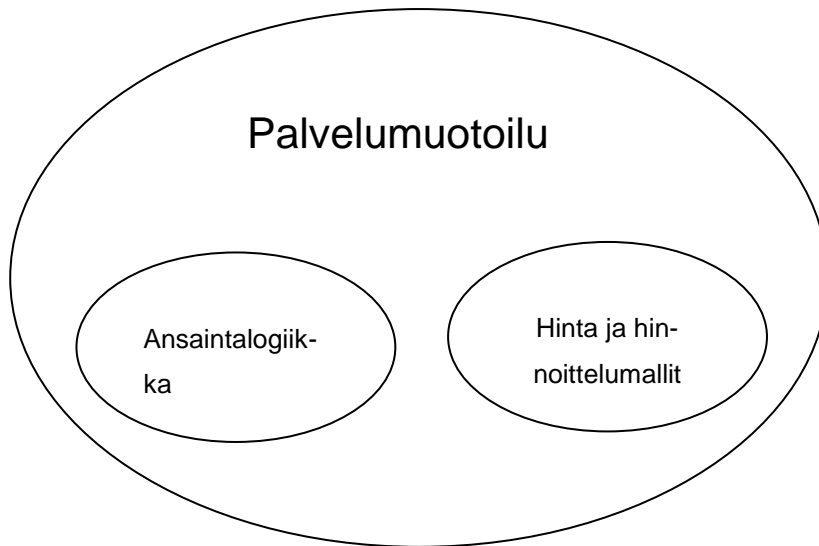 Palvelumuotoilu
Ansaintalogiik-
ka
Hinta ja hin-
noittelumallit